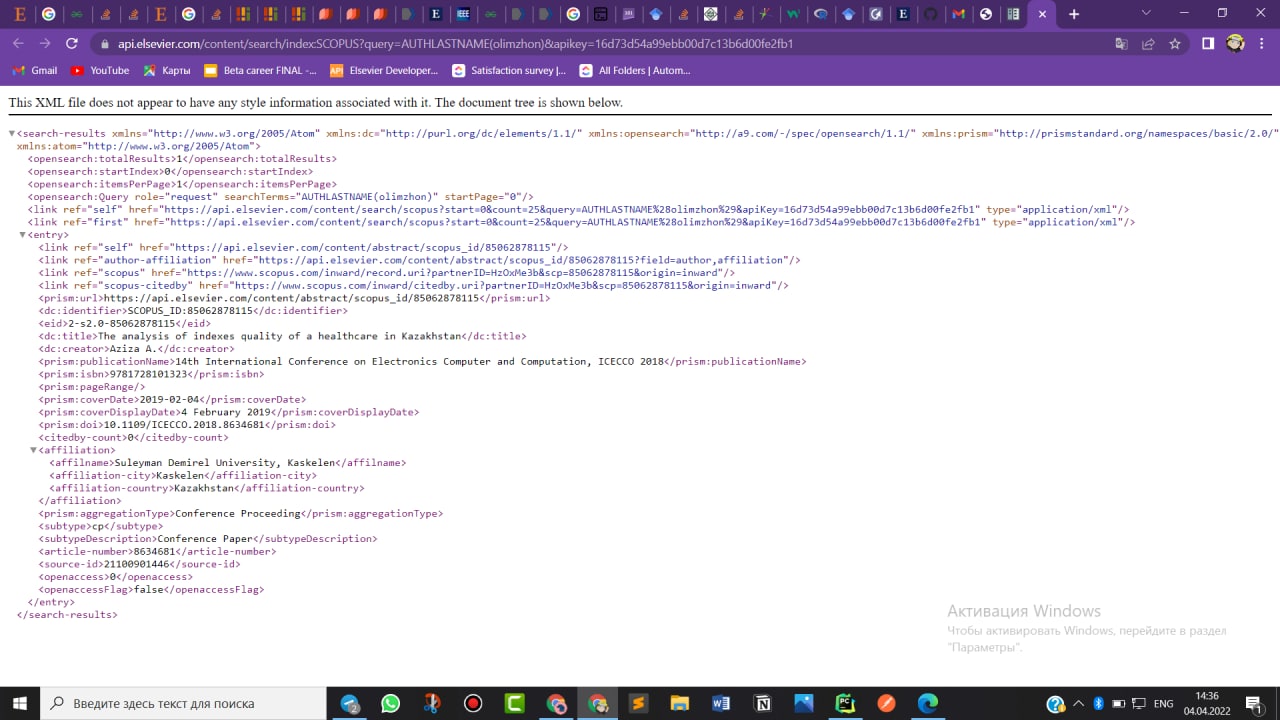 api.elsevier.com/content/search/index:SCOPUS?query=AUTHLASTNAME(olimzhon)&apikey=16d73d54a99ebb00d7c13b6d00fe2fb1
Gmail YouTube Карты Beta career FINAL -... API Elsevier Developer... Satisfaction survey |... All Folders | Autom...
This XML file does not appear to have any style information associated with it. The document tree is shown below.
<search-results xmlns="http://www.w3.org/2005/Atom" xmlns:dc="http://purl.org/dc/elements/1.1/" xmlns:opensearch="http://a9.com/-/spec/opensearch/1.1/" xmlns:prism="http://prismstandard.org/namespaces/basic/2.0/"
xmlns:atom="http://www.w3.org/2005/Atom">
<opensearch:totalResults>1</opensearch:totalResults>
<opensearch:startIndex>0</opensearch:startIndex>
<opensearch:itemsPerPage>1</opensearch:itemsPerPage>
<opensearch:Query role="request" searchTerms="AUTHLASTNAME(olimzhon)" startPage="0"/>
<link ref="self" href="https://api.elsevier.com/content/search/scopus?start=0&count=25&query=AUTHLASTNAME%28olimzhon%29&apiKey=16d73d54a99ebb00d7c13b6d00fe2fb1" type="application/xml"/>
<link ref="first" href="https://api.elsevier.com/content/search/scopus?start=0&count=25&query=AUTHLASTNAME%28olimzhon%29&apiKey=16d73d54a99ebb00d7c13b6d00fe2fb1" type="application/xml"/>
<entry>
<link ref="self" href="https://api.elsevier.com/content/abstract/scopus_id/85062878115"/>
<link ref="author-affiliation" href="https://api.elsevier.com/content/abstract/scopus_id/85062878115?field=author,affiliation"/>
<link ref="scopus" href="https://www.scopus.com/inward/record.uri?partnerID=HzOxMe3b&scp=85062878115&origin=inward"/>
<link ref="scopus-citedby" href="https://www.scopus.com/inward/citedby.uri?partnerID=HzOxMe3b&scp=85062878115&origin=inward"/>
<prism:url>https://api.elsevier.com/content/abstract/scopus_id/85062878115</prism:url>
<dc:identifier>SCOPUS_ID:85062878115</dc:identifier>
<eid>2-s2.0-85062878115</eid>
<dc:title>The analysis of indexes quality of a healthcare in Kazakhstan</dc:title>
<dc:creator>Aziza A.</dc:creator>
<prism:publicationName>14th International Conference on Electronics Computer and Computation, ICECCO 2018</prism:publicationName>
<prism:isbn>9781728101323</prism:isbn>
<prism:pageRange/>
<prism:coverDate>2019-02-04</prism:coverDate>
<prism:coverDisplayDate>4 February 2019</prism:coverDisplayDate>
<prism:doi>10.1109/ICECCO.2018.8634681</prism:doi>
<citedby-count>0</citedby-count>
<affiliation>
<affilname>Suleyman Demirel University, Kaskelen</affilname>
<affiliation-city>Kaskelen</affiliation-city>
<affiliation-country>Kazakhstan</affiliation-country>
</affiliation>
<prism:aggregationType>Conference Proceeding</prism:aggregationType>
<subtype>cp</subtype>
<subtypeDescription>Conference Paper</subtypeDescription>
<article-number>8634681</article-number>
<source-id>21100901446</source-id>
<openaccess>0</openaccess>
<openaccessFlag>false</openaccessFlag>
</entry>
</search-results>
Активация Windows
Чтобы активировать Windows, перейдите в раздел
"Параметры".
Введите здесь текст для поиска
ENG
14:36
04.04.2022